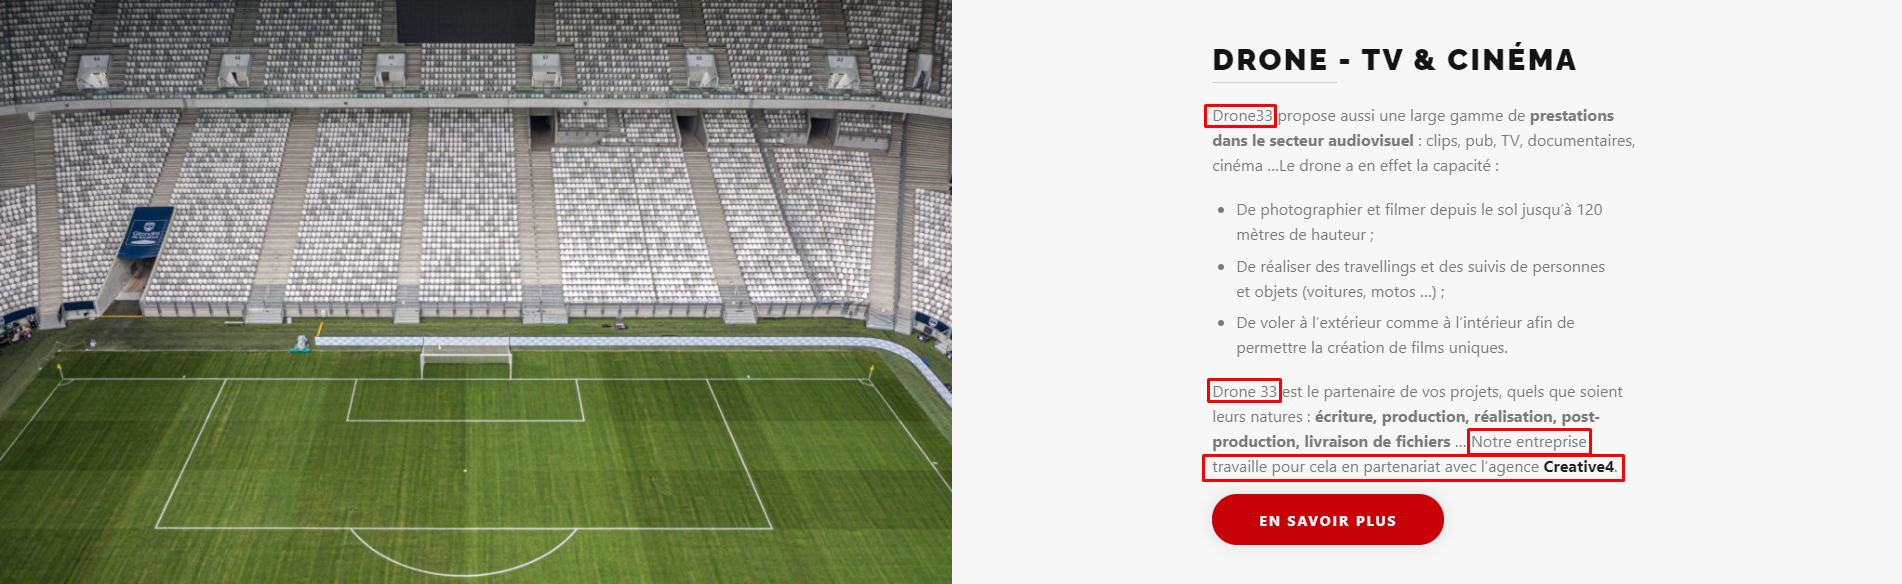 DRONE - TV & CINÉMA
Drone33 propose aussi une large gamme de prestations
dans le secteur audiovisuel : clips, pub, TV, documentaires,
cinéma ...Le drone a en effet la capacité :
De photographier et filmer depuis le sol jusqu'à 120
mètres de hauteur ;
De réaliser des travellings et des suivis de personnes
et objets (voitures, motos ...) ;
De voler à l'extérieur comme à l'intérieur afin de
permettre la création de films uniques.
Drone 33 est le partenaire de vos projets, quels que soient
leurs natures : écriture, production, réalisation, post-
production, livraison de fichiers ... Notre entreprise
travaille pour cela en partenariat avec l'agence Creative4.
EN SAVOIR PLUS